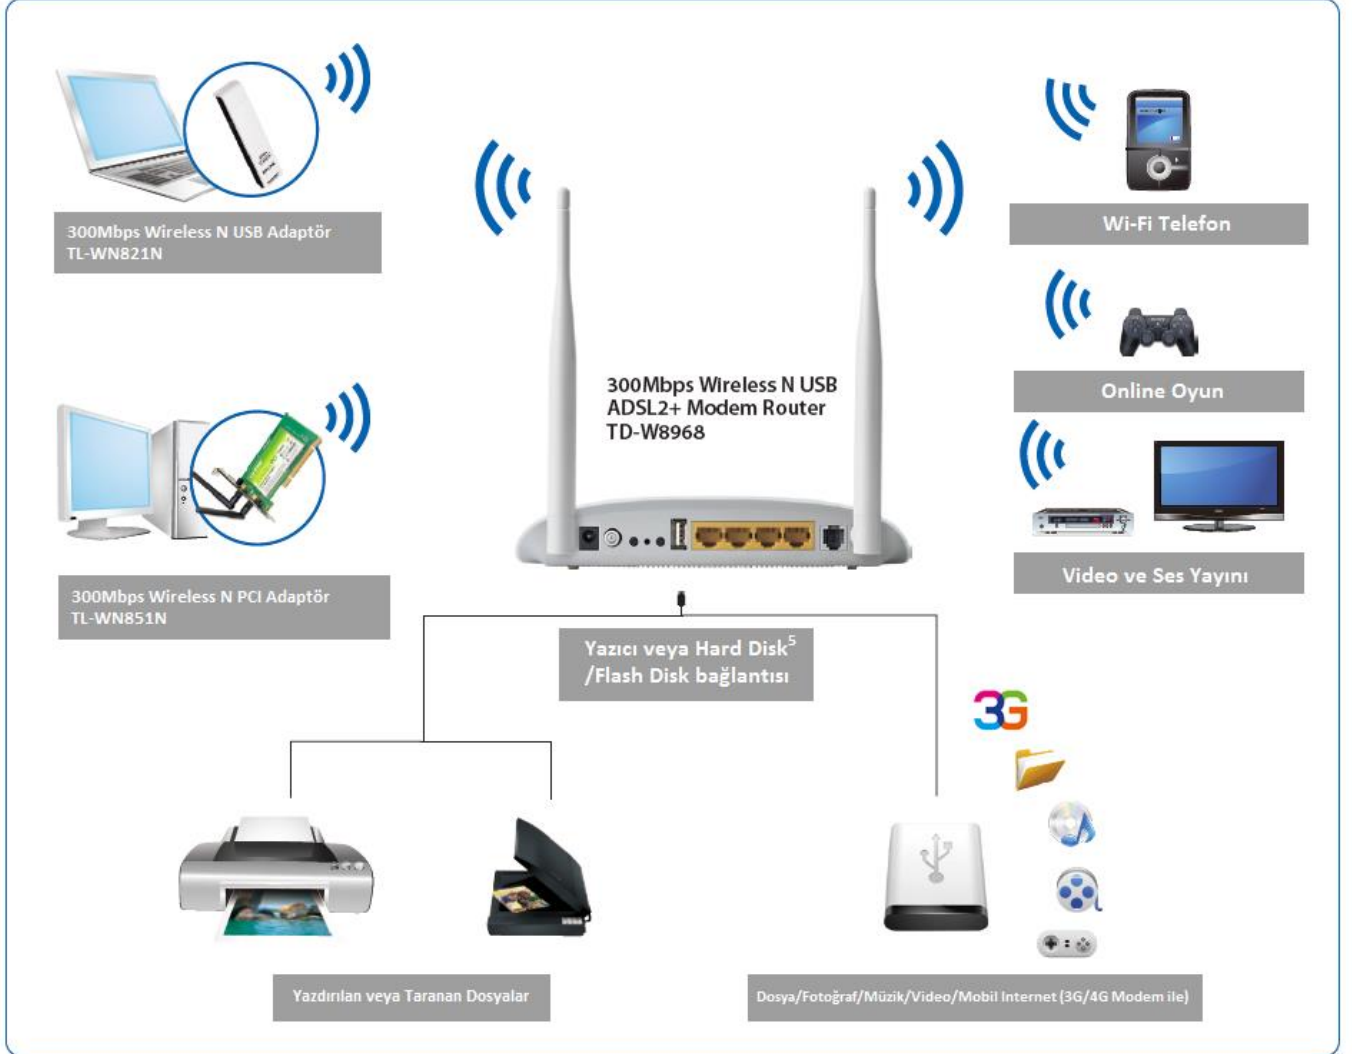 300Mbps Wireless N USB Adaptör
TL-WN821N
Wi-Fi Telefon
300Mbps Wireless N USB
ADSL2+ Modem Router
TD-W8968
Online Oyun
300Mbps Wireless N PCI Adaptör
TL-WN851N
Video ve Ses Yayını
Yazıcı veya Hard Disk⁵
/Flash Disk bağlantısı
3G
Yazdırılan veya Taranan Dosyalar
Dosya/Fotoğraf/Müzik/Video/Mobil Internet (3G/4G Modem ile)